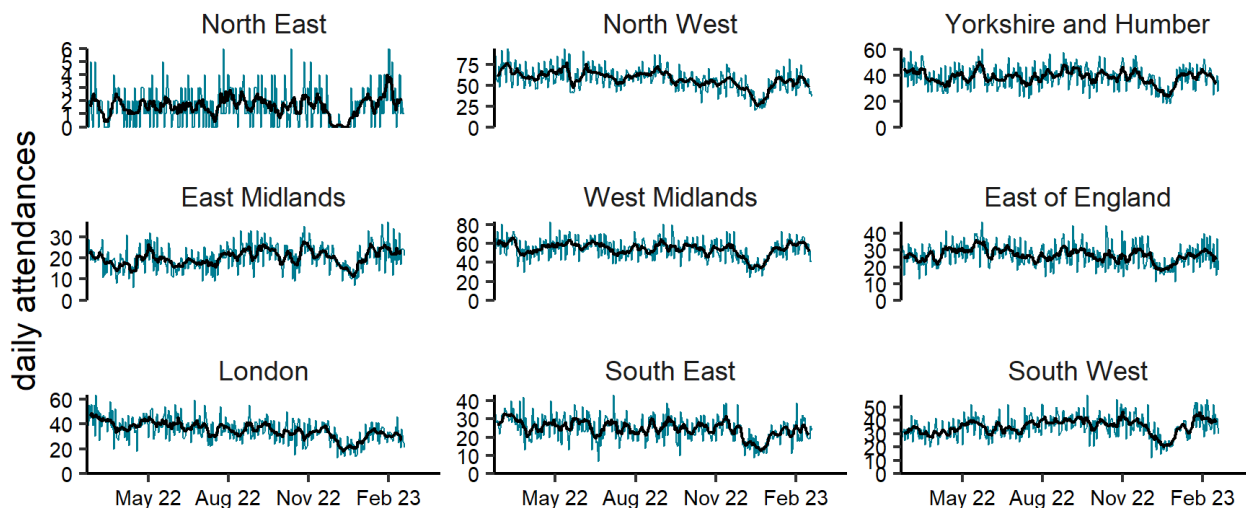 North East North West Yorkshire and Humber
6 5 4 3 2 1 0
75 50 25 0
60 40 20 0
daily attendances
East Midlands West Midlands East of England
30 20 10 0
80 60 40 20 0
40 30 20 10 0
London South East South West
60 40 20 0
40 30 20 10 0
50 40 30 20 10 0
May 22 Aug 22 Nov 22 Feb 23 May 22 Aug 22 Nov 22 Feb 23 May 22 Aug 22 Nov 22 Feb 23